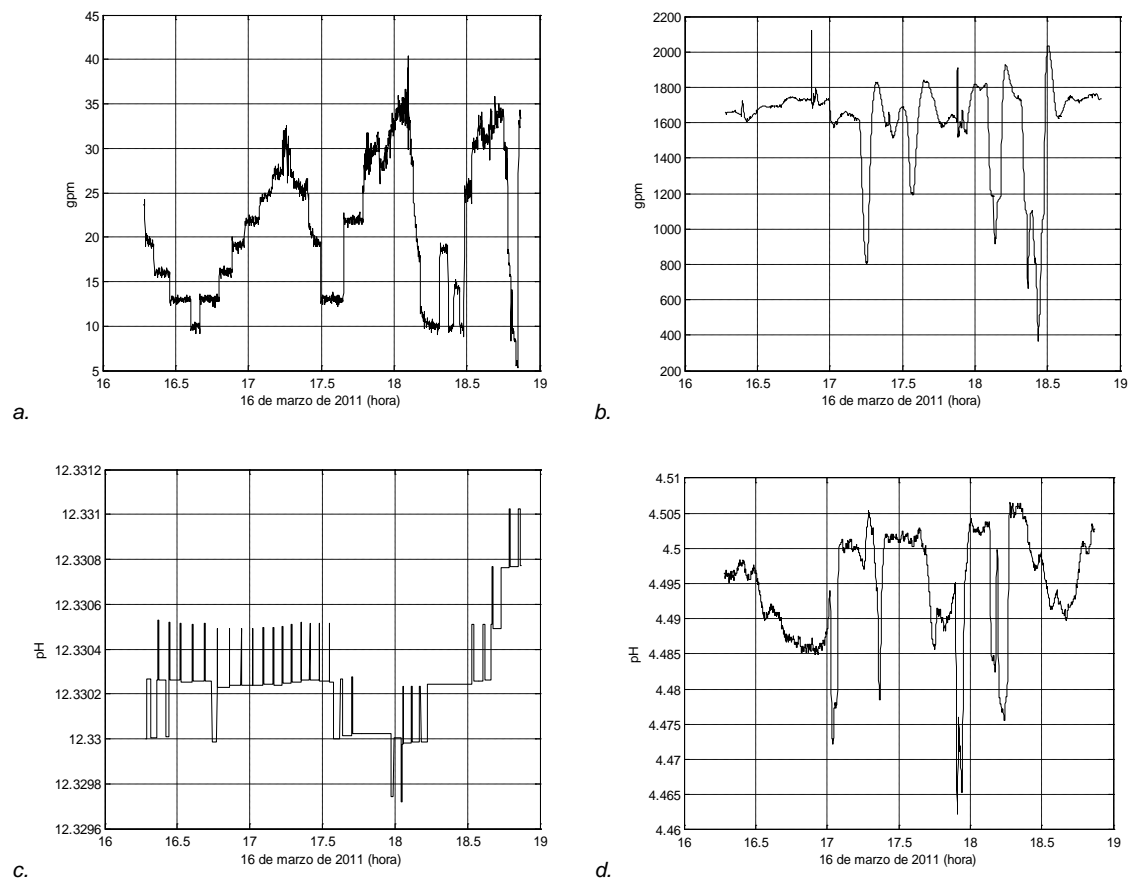 45
40
35
30
25
20
15
10
5
gpm
16 16.5 17 17.5 18 18.5 19
16 de marzo de 2011 (hora)
a.
2200
2000
1800
1600
1400
1200
1000
800
600
400
200
gpm
16 16.5 17 17.5 18 18.5 19
16 de marzo de 2011 (hora)
b.
12.3312
12.331
12.3308
12.3306
12.3304
12.3302
12.33
12.3298
12.3296
pH
16 16.5 17 17.5 18 18.5 19
16 de marzo de 2011 (hora)
c.
4.51
4.505
4.5
4.495
4.49
4.485
4.48
4.475
4.47
4.465
4.46
pH
16 16.5 17 17.5 18 18.5 19
16 de marzo de 2011 (hora)
d.